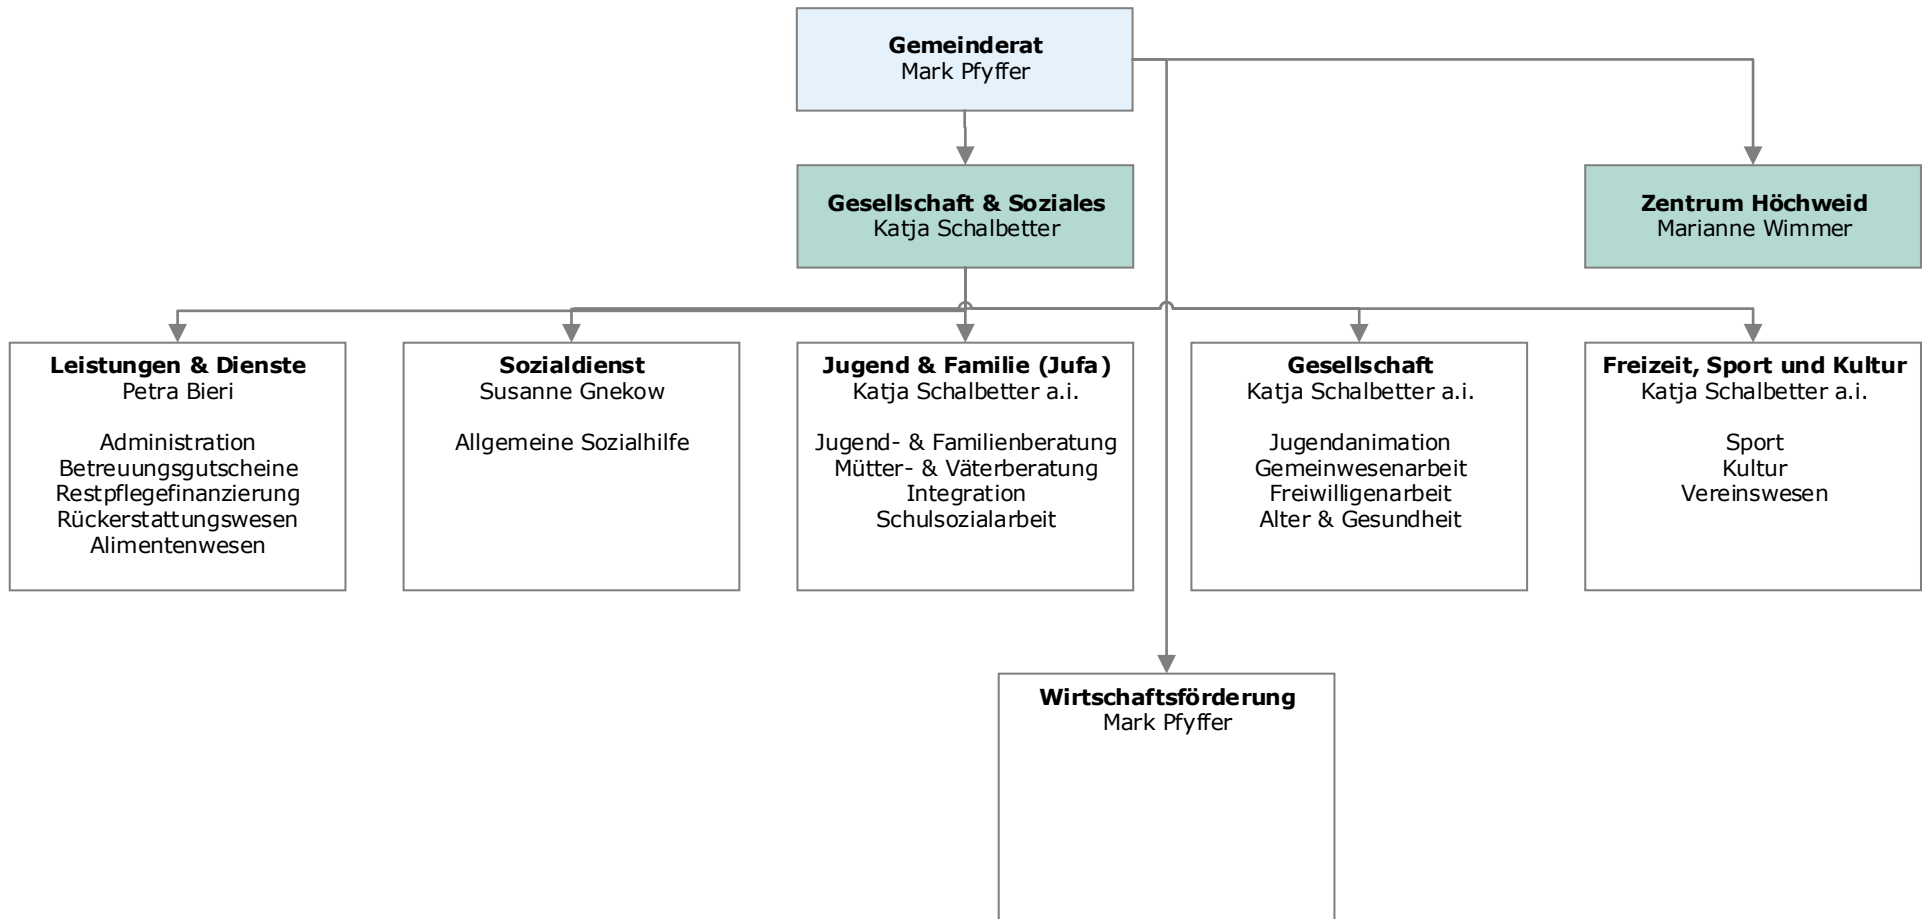 Gemeinderat
Mark Pfyffer
Gesellschaft & Soziales
Katja Schalbetter
Zentrum Höchweid
Marianne Wimmer
Leistungen & Dienste
Petra Bieri
Administration
Betreuungsgutscheine
Restpflegefinanzierung
Rückerstattungswesen
Alimentenwesen
Sozialdienst
Susanne Gnekow
Allgemeine Sozialhilfe
Jugend & Familie (Jufa)
Katja Schalbetter a.i.
Jugend- & Familienberatung
Mütter- & Väterberatung
Integration
Schulsozialarbeit
Gesellschaft
Katja Schalbetter a.i.
Jugendanimation
Gemeinwesenarbeit
Freiwilligenarbeit
Alter & Gesundheit
Freizeit, Sport und Kultur
Katja Schalbetter a.i.
Sport
Kultur
Vereinswesen
Wirtschaftsförderung
Mark Pfyffer